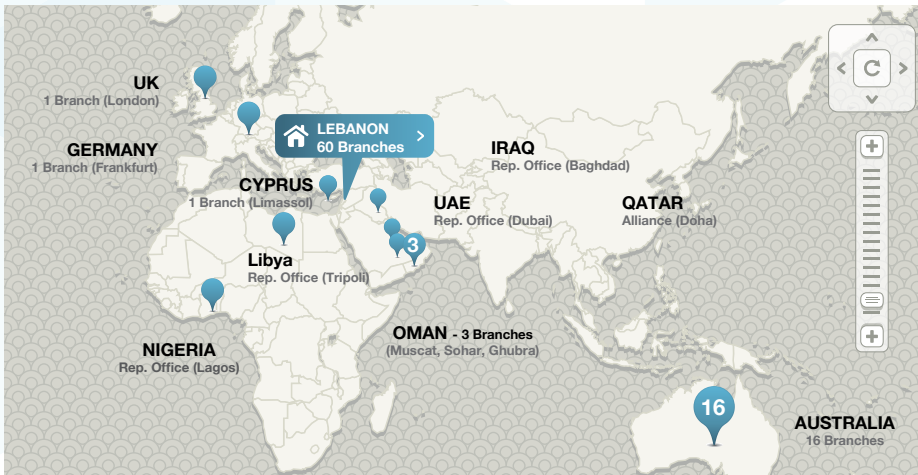 UK
1 Branch (London)
GERMANY
1 Branch (Frankfurt)
LEBANON
60 Branches
IRAQ
Rep. Office (Baghdad)
CYPRUS
1 Branch (Limassol)
UAE
Rep. Office (Dubai)
QATAR
Alliance (Doha)
3
Libya
Rep. Office (Tripoli)
OMAN - 3 Branches
(Muscat, Sohar, Ghubra)
NIGERIA
Rep. Office (Lagos)
16
AUSTRALIA
16 Branches